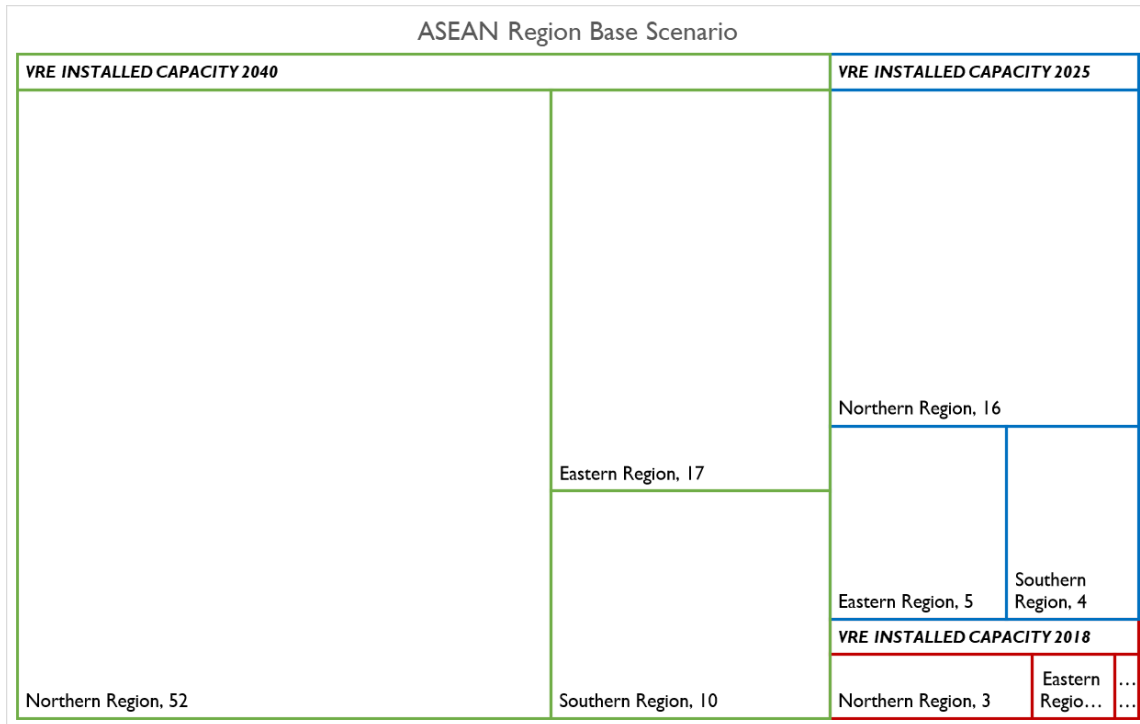 ASEAN Region Base Scenario
VRE INSTALLED CAPACITY 2040
Northern Region, 52
Eastern Region, 17
Southern Region, 10
VRE INSTALLED CAPACITY 2025
Northern Region, 16
Eastern Region, 5
Southern
Region, 4
VRE INSTALLED CAPACITY 2018
Northern Region, 3
Eastern
Regio...
...
...